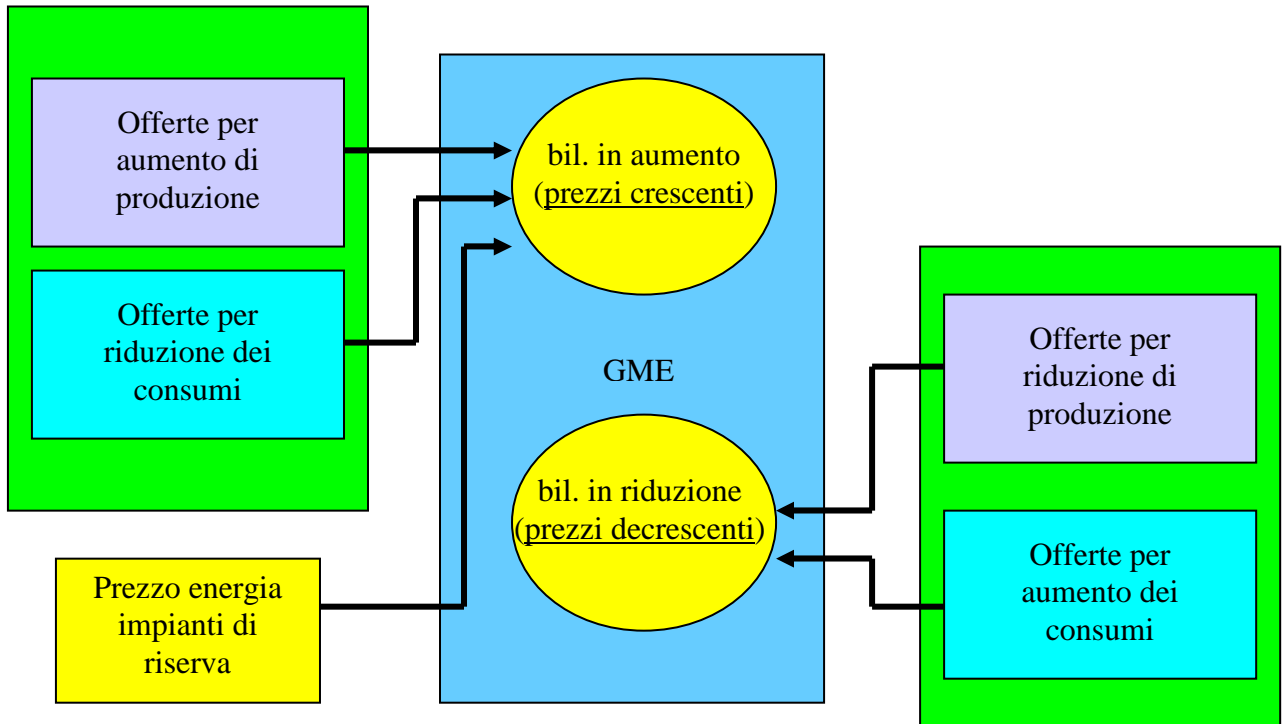 Offerte per
aumento di
produzione
Offerte per
riduzione dei
consumi
Prezzo energia
impianti di
riserva
bil. in aumento
(prezzi crescenti)
GME
bil. in riduzione
(prezzi decrescenti)
Offerte per
riduzione di
produzione
Offerte per
aumento dei
consumi